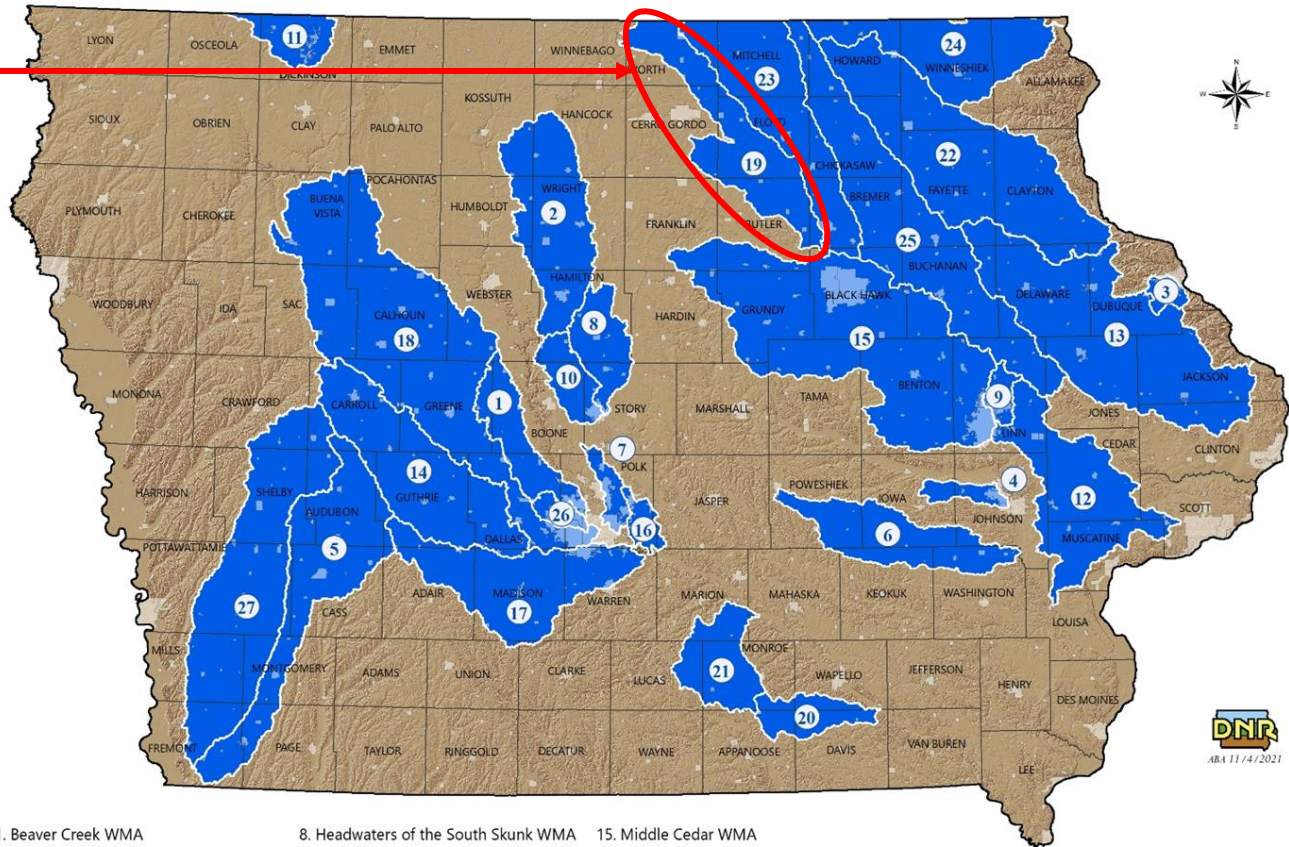 LYON
OSCEOLA
11
EMMET
WINNEBAGO
ORTH
MITCHELL
HOWARD
24
WINNESHIEK
ALLAMAKEE
DICKINSON
23
KOSSUTH
HANCOCK
SIOUX
OBRIEN
CLAY
PALO ALTO
CERRO GORDO
FLOYD
19
CHICKASAW
22
POCAHONTAS
WRIGHT
BUENA
VISTA
PLYMOUTH
CHEROKEE
HUMBOLDT
2
FRANKLIN
BUTLER
BREMER
FAYETTE
CLAYTON
25
BUCHANAN
WOODBURY
IDA
SAC
CALHOUN
WEBSTER
HAMILTON
8
HARDIN
GRUNDY
BLACK HAWK
DELAWARE
DUBUQUE
3
18
15
13
MONONA
CRAWFORD
CARROLL
GREENE
1
BOONE
10
STORY
MARSHALL
TAMA
BENTON
9
LINN
JONES
JACKSON
7
CEDAR
CLINTON
HARRISON
SHELBY
AUDUBON
14
GUTHRIE
DALLAS
26
POLK
16
JASPER
POWESHIEK
IOWA
4
JOHNSON
12
SCOTT
MUSCATINE
POTTAWATTAMIE
5
6
27
CASS
ADAIR
MADISON
17
WARREN
MARION
MAHASKA
KEOKUK
WASHINGTON
LOUISA
MILLS
MONTGOMERY
ADAMS
UNION
CLARKE
LUCAS
21
MONROE
WAPELLO
JEFFERSON
HENRY
DES MOINES
20
FREMONT
PAGE
TAYLOR
RINGGOLD
DECATUR
WAYNE
APPANOOSE
DAVIS
VAN BUREN
LEE
N
W E
S
DNR
ABA 11/4/2021
1. Beaver Creek WMA 8. Headwaters of the South Skunk WMA 15. Middle Cedar WMA